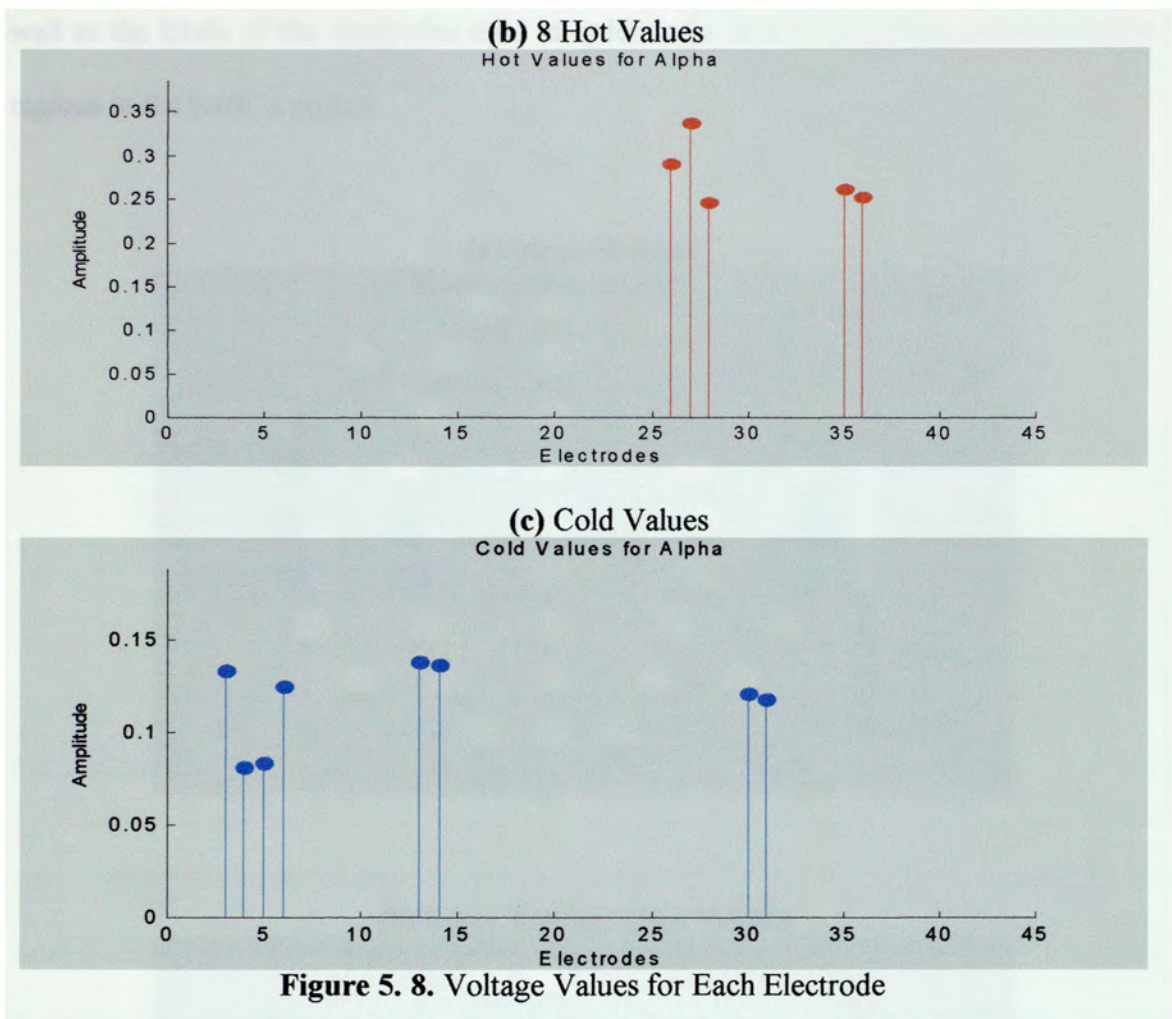 (b) 8 Hot Values
Hot Values for Alpha
0.35
0.3
0.25
0.2
0.15
0.1
0.05
0
Amplitude
0 5 10 15 20 25 30 35 40 45
Electrodes
(c) Cold Values
Cold Values for Alpha
0.15
0.1
0.05
0
Amplitude
0 5 10 15 20 25 30 35 40 45
Electrodes
Figure 5. 8. Voltage Values for Each Electrode